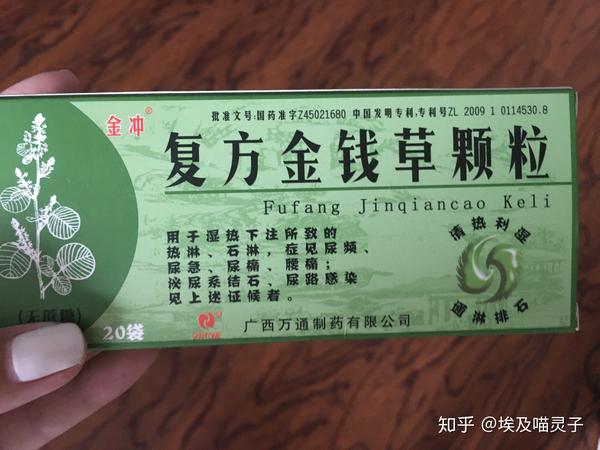 批准文号:国药准字Z45021680 中国发明专利,专利号ZL 2009 1 0114530.8
金冲®
复方金钱草颗粒
Fufang Jinqiancao Keli
用于湿热下注所致的
热淋、石淋,症见尿频、
尿急、尿痛、腰痛;
泌尿系结石、尿路感染
见上述证候者。
清热利湿
通淋排石
(无蔗糖)
20袋
广西万通制药有限公司
知乎 @埃及喵灵子